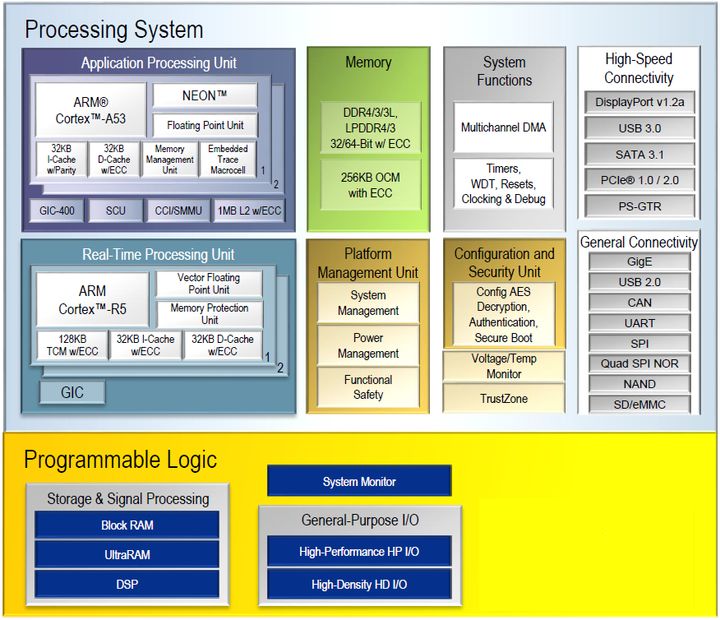 Processing System
Application Processing Unit
ARM®
Cortex™-A53
NEON™
Floating Point Unit
32KB
I-Cache
w/Parity
32KB
D-Cache
w/ECC
Memory
Management
Unit
Embedded
Trace
Macrocell
1
2
GIC-400
SCU
CCI/SMMU
1MB L2 w/ECC
Memory
DDR4/3/3L,
LPDDR4/3
32/64-Bit w/ ECC
256KB OCM
with ECC
System
Functions
Multichannel DMA
Timers,
WDT, Resets,
Clocking & Debug
High-Speed
Connectivity
DisplayPort v1.2a
USB 3.0
SATA 3.1
PCIe® 1.0 / 2.0
PS-GTR
Real-Time Processing Unit
ARM
Cortex™-R5
Vector Floating
Point Unit
Memory Protection
Unit
128KB
TCM w/ECC
32KB I-Cache
w/ECC
32KB D-Cache
w/ECC
1
2
GIC
Platform
Management Unit
System
Management
Power
Management
Functional
Safety
Configuration and
Security Unit
Config AES
Decryption,
Authentication,
Secure Boot
Voltage/Temp
Monitor
TrustZone
General Connectivity
GigE
USB 2.0
CAN
UART
SPI
Quad SPI NOR
NAND
SD/eMMC
Programmable Logic
Storage & Signal Processing
Block RAM
UltraRAM
DSP
System Monitor
General-Purpose I/O
High-Performance HP I/O
High-Density HD I/O